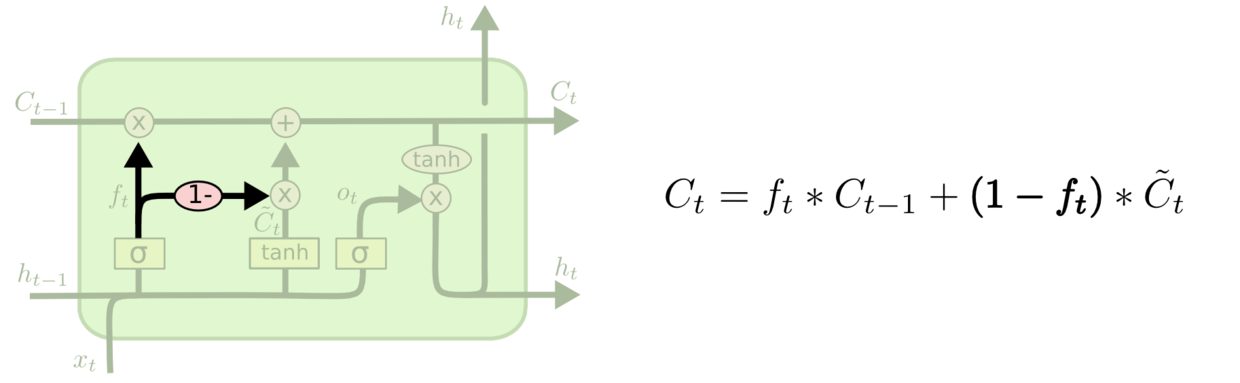 h_t
C_{t-1}
C_t
x
+
tanh
f_t
1-
x
o_t
x
C̃_t
σ
tanh
σ
h_{t-1}
h_t
x_t
C_t = f_t * C_{t-1} + (1 − f_t) * C̃_t